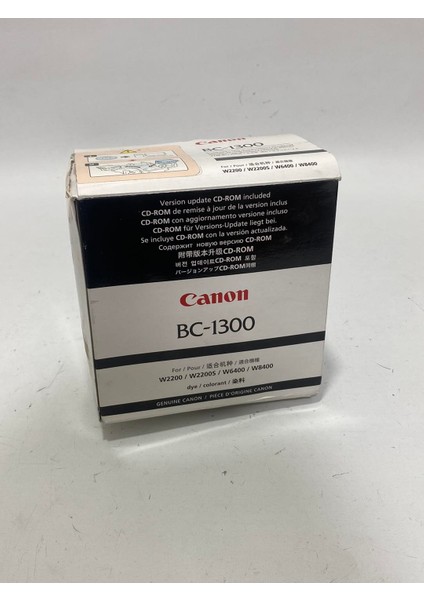 Canon
BC-1300
For / Pour / 适合机种 / 適合機種
W2200 / W2200S / W6400 / W8400
Version update CD-ROM included
CD-ROM de remise à jour de la version inclus
CD-ROM con aggiornamento versione incluso
CD-ROM für Versions-Update liegt bei.
Se incluye CD-ROM con la versión actualizada.
Содержит новую версию CD-ROM
附带版本升级CD-ROM
버전 업데이트CD-ROM 포함
バージョンアップCD-ROM同梱
Canon
BC-1300
For / Pour / 适合机种 / 適合機種
W2200 / W2200S / W6400 / W8400
dye / colorant / 染料
GENUINE CANON / PIÈCE D'ORIGINE CANON